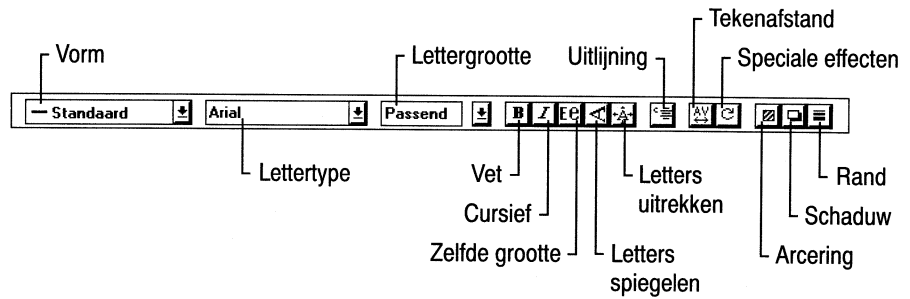 Tekenafstand
Vorm
Lettergrootte
Uitlijning
Speciale effecten
Standaard
Arial
Passend
B I Ee A A C AV C
Lettertype
Vet
Letters
uitrekken
Rand
Cursief
Schaduw
Zelfde grootte
Letters
spiegelen
Arcering